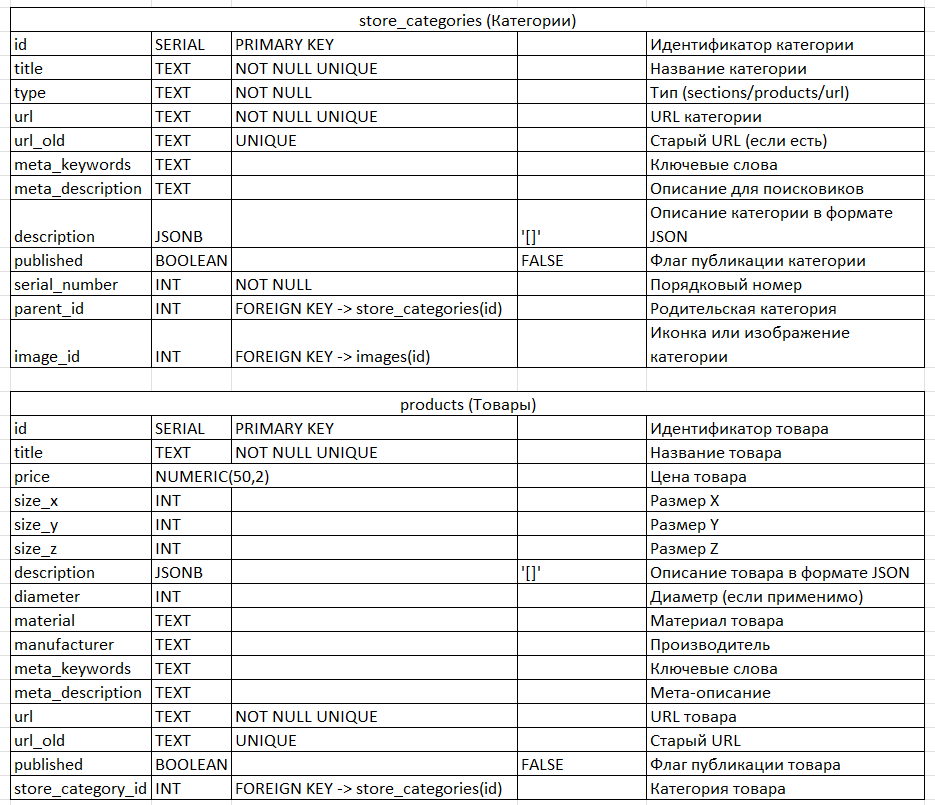 store_categories (Категории)
id SERIAL PRIMARY KEY Идентификатор категории
title TEXT NOT NULL UNIQUE Название категории
type TEXT NOT NULL Тип (sections/products/url)
url TEXT NOT NULL UNIQUE URL категории
url_old TEXT UNIQUE Старый URL (если есть)
meta_keywords TEXT Ключевые слова
meta_description TEXT Описание для поисковиков
Описание категории в формате
description JSONB '[]' JSON
published BOOLEAN FALSE Флаг публикации категории
serial_number INT NOT NULL Порядковый номер
parent_id INT FOREIGN KEY -> store_categories(id) Родительская категория
Иконка или изображение
image_id INT FOREIGN KEY -> images(id) категории
products (Товары)
id SERIAL PRIMARY KEY Идентификатор товара
title TEXT NOT NULL UNIQUE Название товара
price NUMERIC(50,2) Цена товара
size_x INT Размер X
size_y INT Размер Y
size_z INT Размер Z
description JSONB '[]' Описание товара в формате JSON
diameter INT Диаметр (если применимо)
material TEXT Материал товара
manufacturer TEXT Производитель
meta_keywords TEXT Ключевые слова
meta_description TEXT Мета-описание
url TEXT NOT NULL UNIQUE URL товара
url_old TEXT UNIQUE Старый URL
published BOOLEAN FALSE Флаг публикации товара
store_category_id INT FOREIGN KEY -> store_categories(id) Категория товара